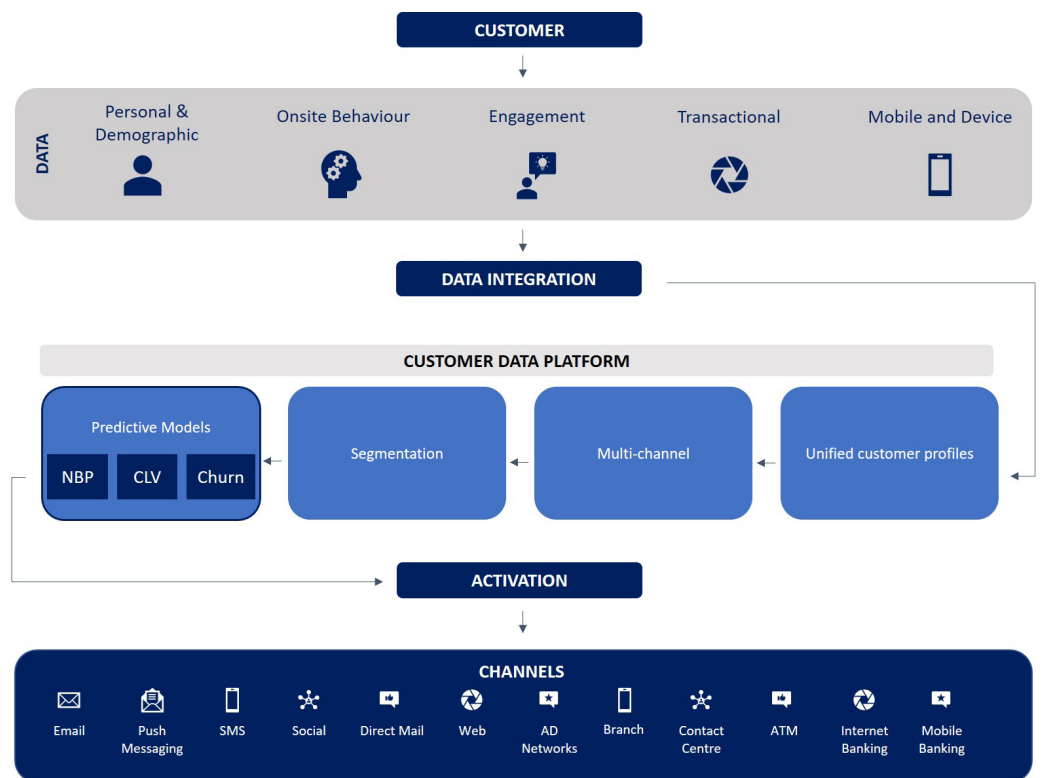 CUSTOMER
DATA
Personal &
Demographic
Onsite Behaviour
Engagement
Transactional
Mobile and Device
DATA INTEGRATION
CUSTOMER DATA PLATFORM
Predictive Models
NBP
CLV
Churn
Segmentation
Multi-channel
Unified customer profiles
ACTIVATION
CHANNELS
Email
Push
Messaging
SMS
Social
Direct Mail
Web
AD
Networks
Branch
Contact
Centre
ATM
Internet
Banking
Mobile
Banking